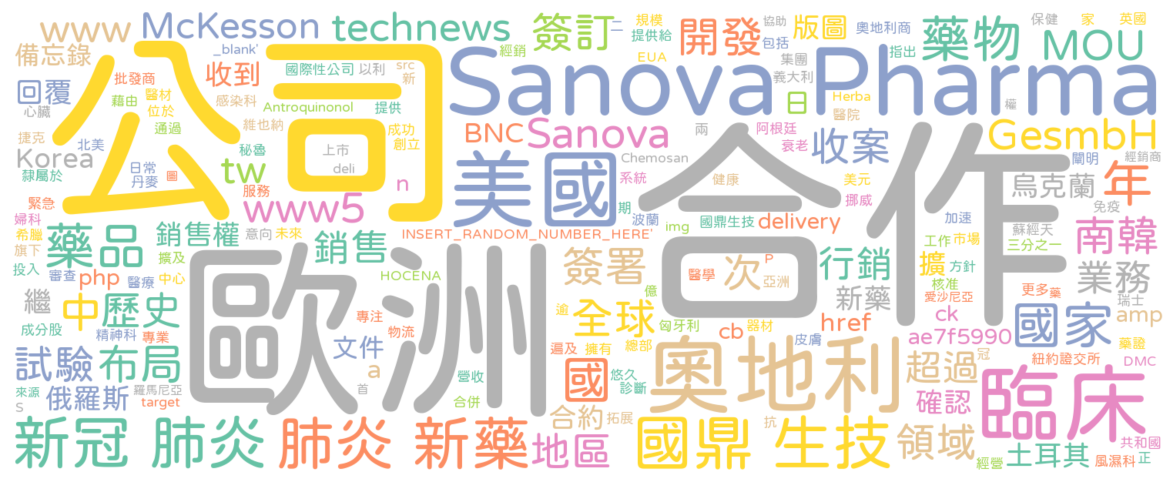 www McKesson technews 簽訂 二 規模 提供給 協助 包括 開發 版圖 保健 奧地利商 家 英國 藥物 MOU
備忘錄 _blank' 收到 國際性公司 以利 src 新 經銷 EUA 集團 義大利 指出
回覆 批發商 心臟 藉由 醫材 位於 感染科 Antroquinonol 提供 Sanova Pharma
公司 捷克 北美 通過 維也納 成功 創立 BNC Sanova 日 Herba 醫院 權 GesmbH
Korea 隸屬於 日常 丹麥 圖 秘魯 tw 服務 上市 deli 美國 Chemosan 系統 兩 阿根廷 衰老 收案 闡明 經銷商 烏克蘭 年
緊急 婦科 希臘 旗下 www5 n 期 波蘭 健康 美元 挪威 免疫
合作 img 國鼎生技 delivery 加速 蘇經天 三分之一 南韓
藥品 銷售權 意向 未來 擴及 銷售 INSERT_RANDOM_NUMBER_HERE' 工作 市場 方針 核准
投入 審查 php 醫療 中心 歐洲 HOCENA 簽署 次 醫學 P 亞洲 行銷 擴 業務
繼 中 歷史 成分股 精神科 專業 專注 物流 逾 億 全球 器材 新藥 愛沙尼亞 更多 藥 瑞士
試驗 布局 文件 a 匈牙利 總部 cb href 皮膚 ck ae7f5990 國家 amp 紐約證交所 藥證 DMC
來源 S 俄羅斯 羅馬尼亞 target 首 營收 合併 遍及 擁有 國 悠久 診斷 奧地利 超過 冠 確認 臨床
新冠 肺炎 肺炎 新藥 合約 拓展 地區 國鼎 生技 抗 領域 經營 土耳其 共和國 正 風濕科